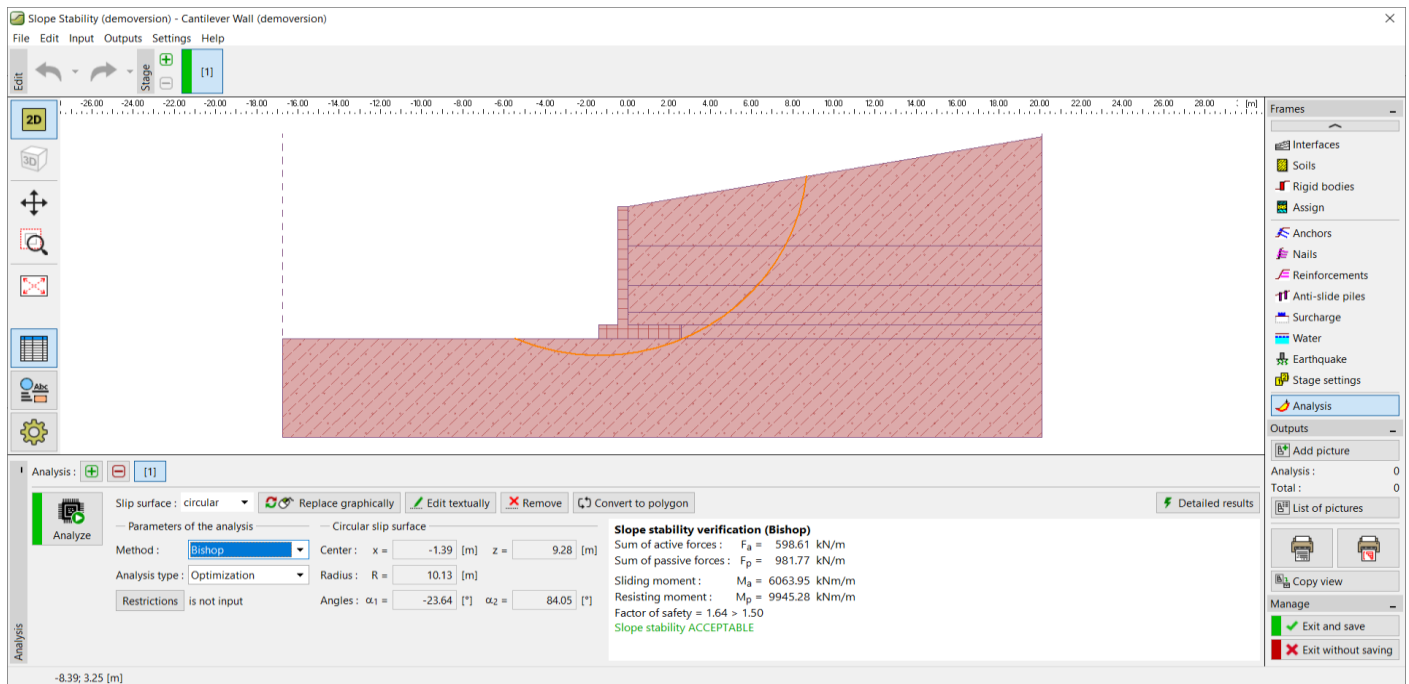 Slope Stability (demoversion) - Cantilever Wall (demoversion)
File Edit Input Outputs Settings Help
Edit
Stage
[1]
-26.00 -24.00 -22.00 -20.00 -18.00 -16.00 -14.00 -12.00 -10.00 -8.00 -6.00 -4.00 -2.00 0.00 2.00 4.00 6.00 8.00 10.00 12.00 14.00 16.00 18.00 20.00 22.00 24.00 26.00 28.00 [m]
2D
3D
Abc
Frames
Interfaces
Soils
Rigid bodies
Assign
Anchors
Nails
Reinforcements
Anti-slide piles
Surcharge
Water
Earthquake
Stage settings
Analysis
Outputs
Add picture
Analysis : 0
Total : 0
List of pictures
Copy view
Manage
Exit and save
Exit without saving
Analysis : [1]
Analyze
Slip surface : circular Replace graphically Edit textually Remove Convert to polygon Detailed results
Parameters of the analysis
Method : Bishop
Analysis type : Optimization
Restrictions is not input
Circular slip surface
Center : x = -1.39 [m] z = 9.28 [m]
Radius : R = 10.13 [m]
Angles : α1 = -23.64 [°] α2 = 84.05 [°]
Slope stability verification (Bishop)
Sum of active forces : Fa = 598.61 kN/m
Sum of passive forces : Fp = 981.77 kN/m
Sliding moment : Ma = 6063.95 kNm/m
Resisting moment : Mp = 9945.28 kNm/m
Factor of safety = 1.64 > 1.50
Slope stability ACCEPTABLE
Analysis
-8.39; 3.25 [m]